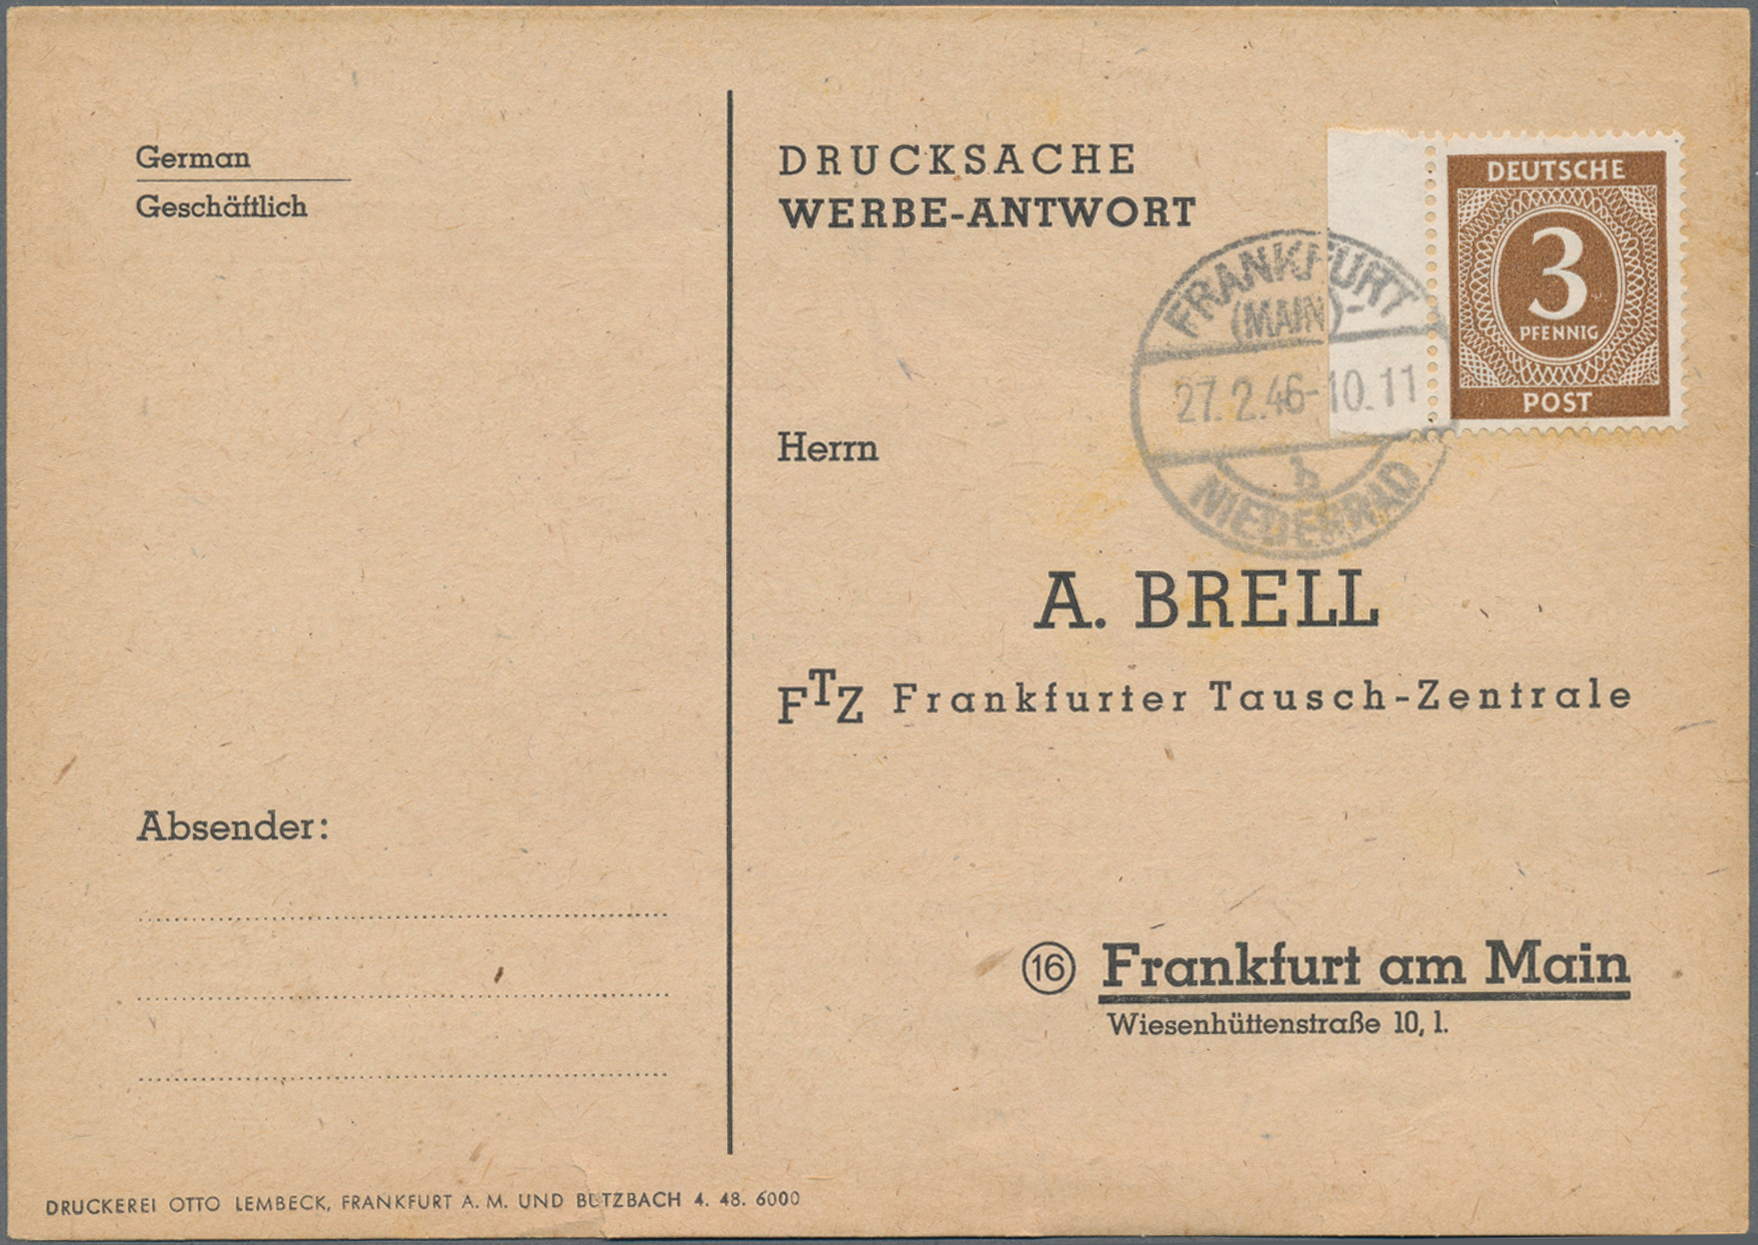 German
Geschäftlich
DRUCKSACHE
WERBE-ANTWORT
DEUTSCHE
3
PFENNIG
POST
FRANKFURT
(MAIN)-
27.2.46-10.11
h
NIEDERRAD
Herrn
A. BRELL
FTZ Frankfurter Tausch-Zentrale
Absender:
16 Frankfurt am Main
Wiesenhüttenstraße 10, I.
DRUCKEREI OTTO LEMBECK, FRANKFURT A. M. UND BUTZBACH 4. 48. 6000